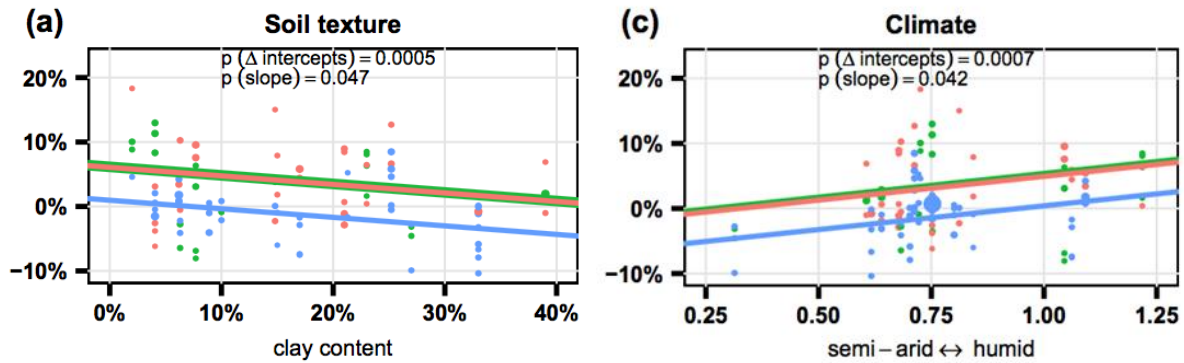 (a) Soil texture
p (Δ intercepts) = 0.0005
p (slope) = 0.047
20%
10%
0%
−10%
0% 10% 20% 30% 40%
clay content
(c) Climate
p (Δ intercepts) = 0.0007
p (slope) = 0.042
20%
10%
0%
−10%
0.25 0.50 0.75 1.00 1.25
semi−arid ↔ humid